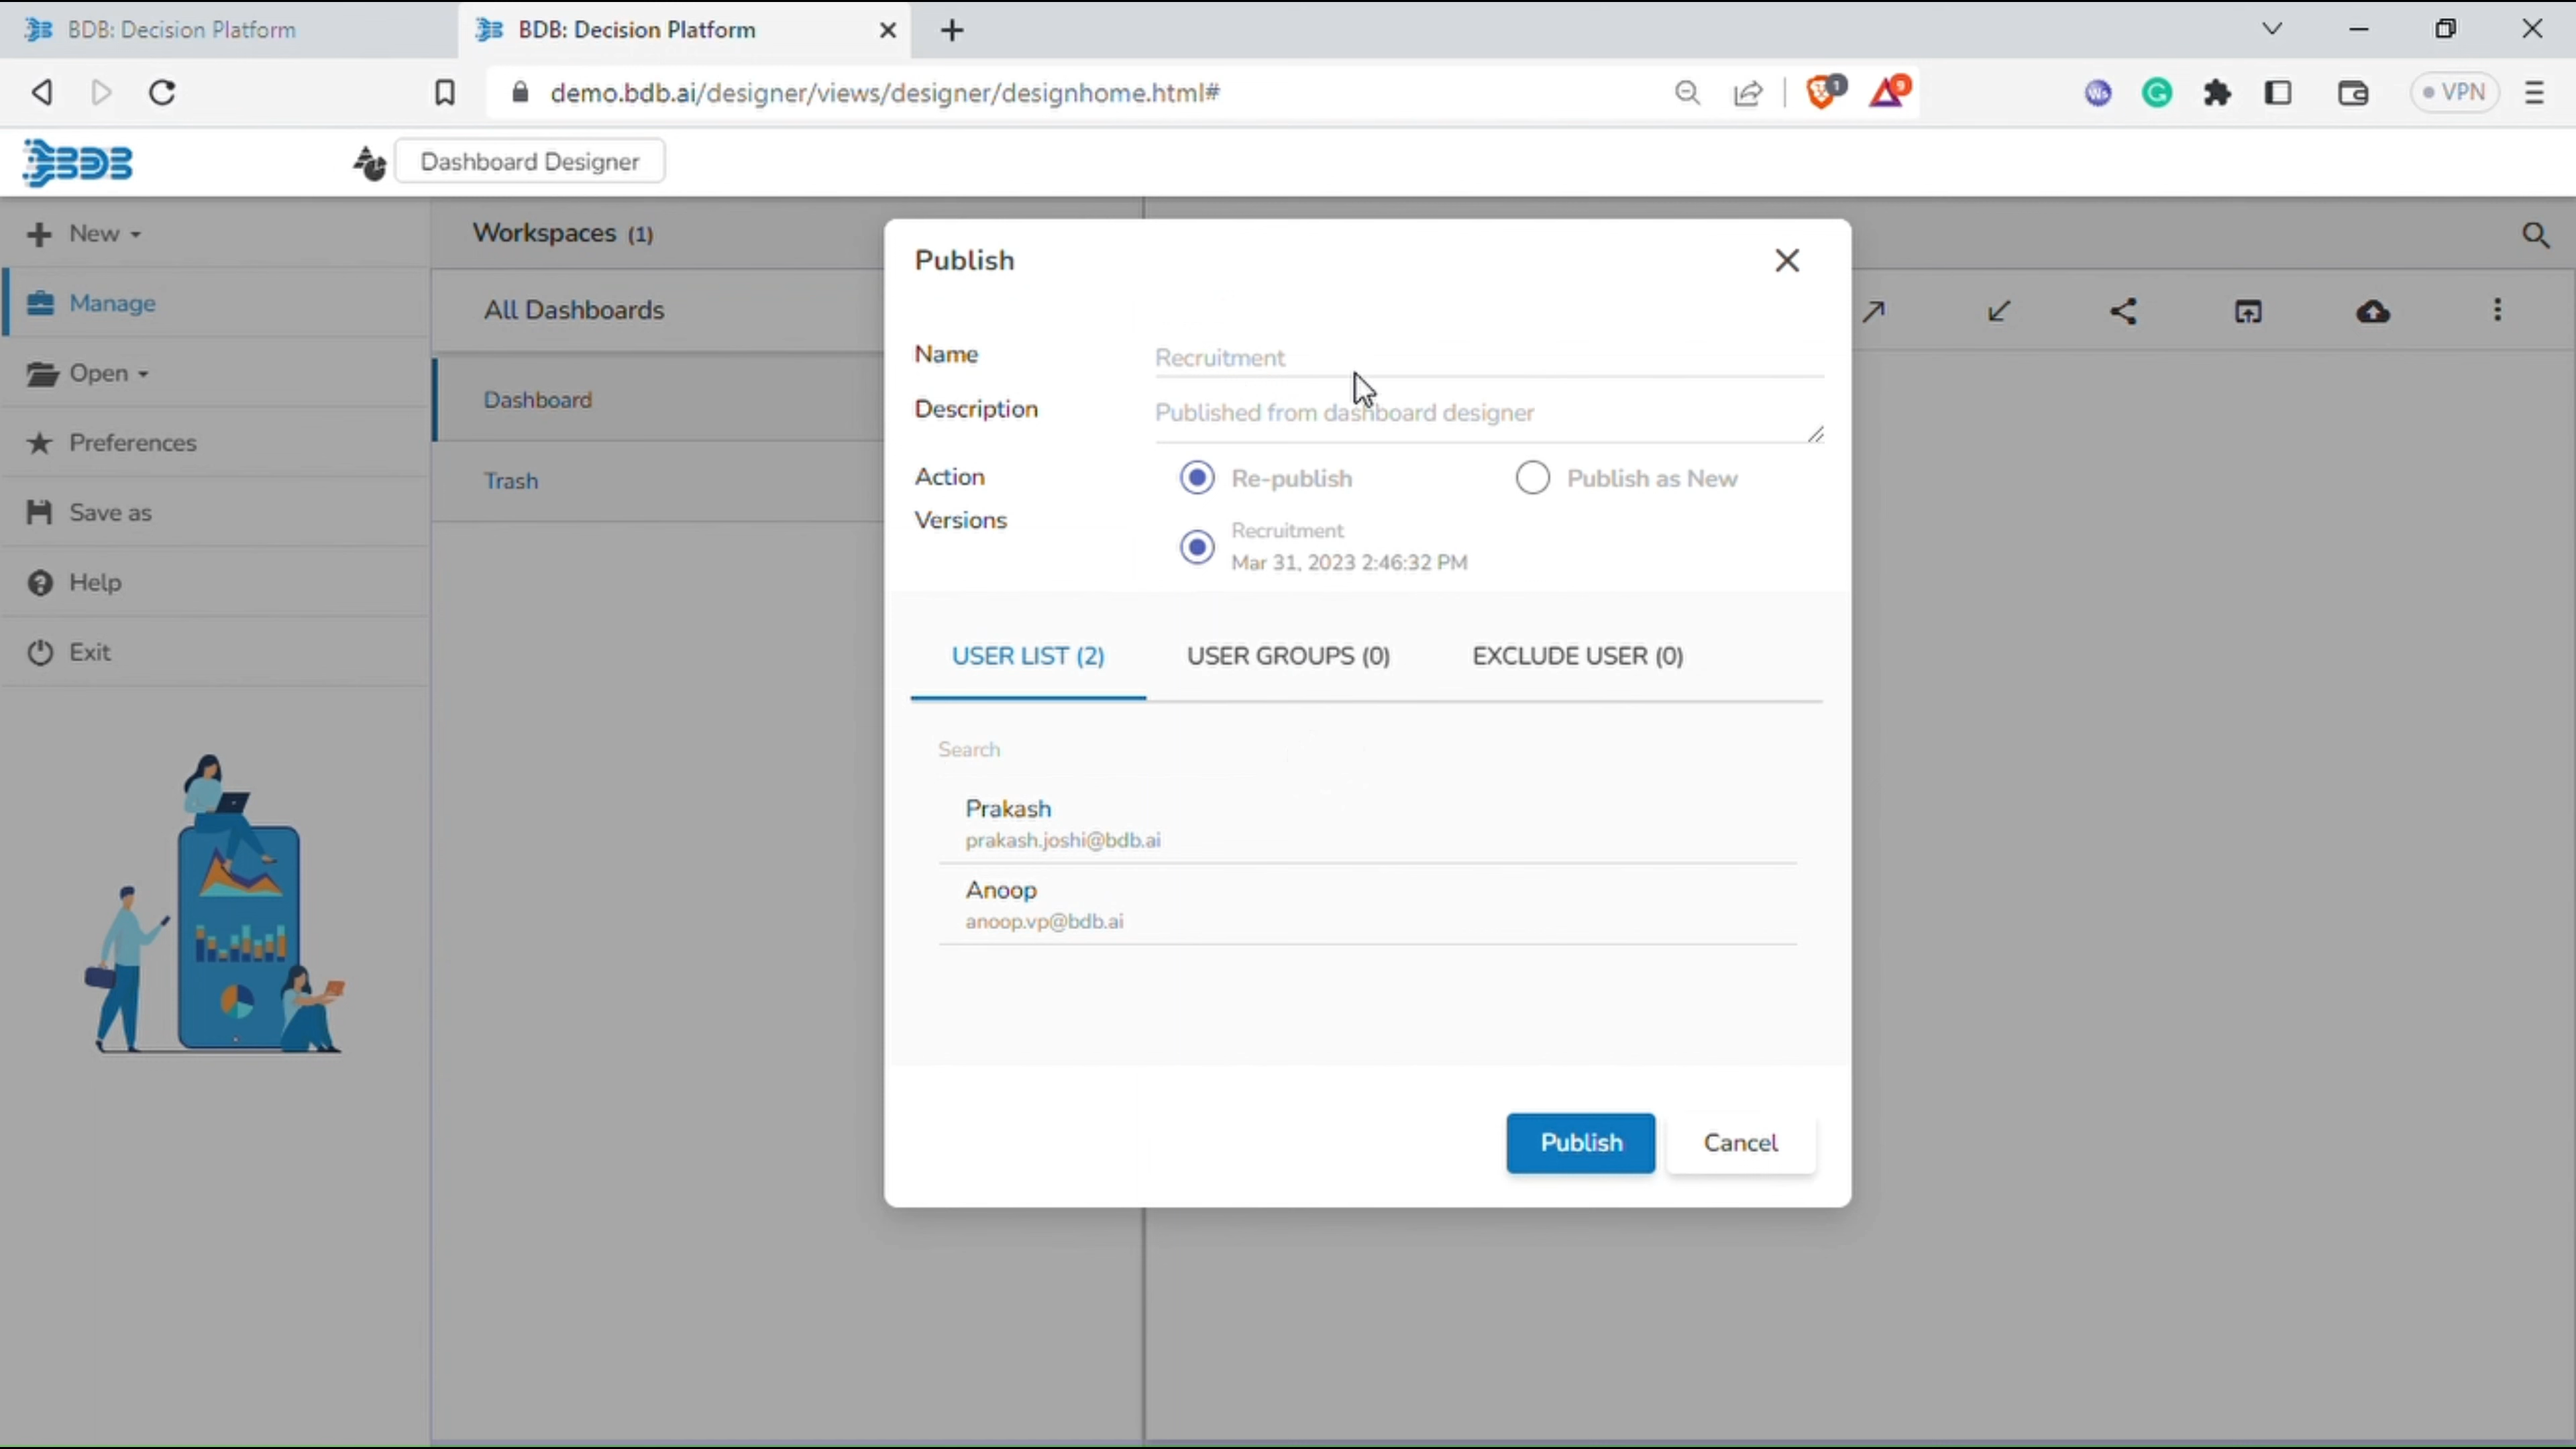 BDB: Decision Platform
BDB: Decision Platform
demo.bdb.ai/designer/views/designer/designhome.html#
1
9
Ws
G
VPN
BDB
Dashboard Designer
New
Manage
Open
Preferences
Save as
Help
Exit
Workspaces (1)
All Dashboards
Dashboard
Trash
Publish
Name
Recruitment
Description
Published from dashboard designer
Action
Re-publish
Publish as New
Versions
Recruitment
Mar 31, 2023 2:46:32 PM
USER LIST (2)
USER GROUPS (0)
EXCLUDE USER (0)
Search
Prakash
prakash.joshi@bdb.ai
Anoop
anoop.vp@bdb.ai
Publish
Cancel